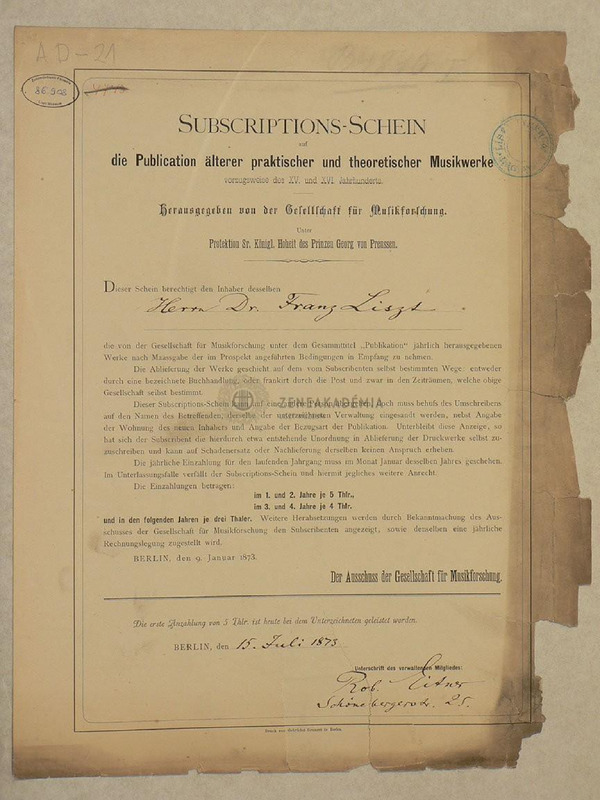 AD-21
86.908
SUBSCRIPTIONS-SCHEIN
auf
die Publication älterer praktischer und theoretischer Musikwerke
vorzugsweise des XV. und XVI. Jahrhunderts.
Herausgegeben von der Gesellschaft für Musikforschung.
Unter
Protektion Sr. Königl. Hoheit des Prinzen Georg von Preussen.
Dieser Schein berechtigt den Inhaber desselben
Herrn Dr. Franz Liszt
die von der Gesellschaft für Musikforschung unter dem Gesammttitel „Publikation“ jährlich herausgegebenen
Werke nach Maassgabe der im Prospekt angeführten Bedingungen in Empfang zu nehmen.
Die Ablieferung der Werke geschieht auf dem vom Subscribenten selbst bestimmten Wege, entweder
durch eine bezeichnete Buchhandlung, oder frankirt durch die Post und zwar in den Zeiträumen, welche obige
Gesellschaft selbst bestimmt.
Dieser Subscriptions-Schein kann auf eine andere Person übergehen, doch muss behufs des Umschreibens
auf den Namen des Betreffenden, derselbe der unterzeichneten Verwaltung eingesandt werden, nebst Angabe
der Wohnung des neuen Inhabers und Angabe der Bezugsart der Publikation. Unterbleibt diese Anzeige, so
hat sich der Subscribent die hierdurch etwa entstehende Unordnung in Ablieferung der Druckwerke selbst zu-
zuschreiben und kann auf Schadenersatz oder Nachlieferung derselben keinen Anspruch erheben.
Die jährliche Einzahlung für den laufenden Jahrgang muss im Monat Januar desselben Jahres geschehen.
Im Unterlassungsfalle verfällt der Subscriptions-Schein und hiermit jegliches weitere Anrecht.
Die Einzahlungen betragen:
im 1. und 2. Jahre je 5 Thlr.,
im 3. und 4. Jahre je 4 Thlr.
und in den folgenden Jahren je drei Thaler. Weitere Herabsetzungen werden durch Bekanntmachung des Aus-
schusses der Gesellschaft für Musikforschung den Subscribenten angezeigt, sowie denselben eine jährliche
Rechnungslegung zugestellt wird.
BERLIN, den 9. Januar 1873.
Der Ausschuss der Gesellschaft für Musikforschung.
Die erste Anzahlung von 5 Thlr. ist heute bei dem Unterzeichneten geleistet worden.
BERLIN, den 15. Juli 1873
Unterschrift des verwaltenden Mitgliedes:
Rob. Eitner
Schönebergerstr. 25.
ZENEAKADÉMIA